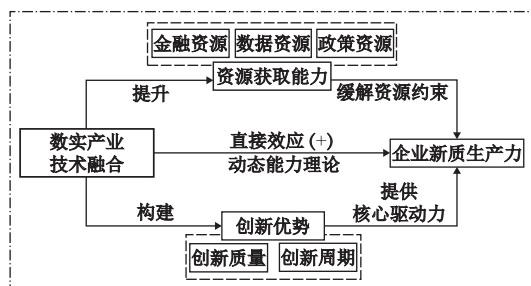 金融资源 数据资源 政策资源
资源获取能力
提升
缓解资源约束
数实产业
技术融合
直接效应(+)
动态能力理论
企业新质生产力
提供
核心驱动力
构建
创新优势
创新质量 创新周期